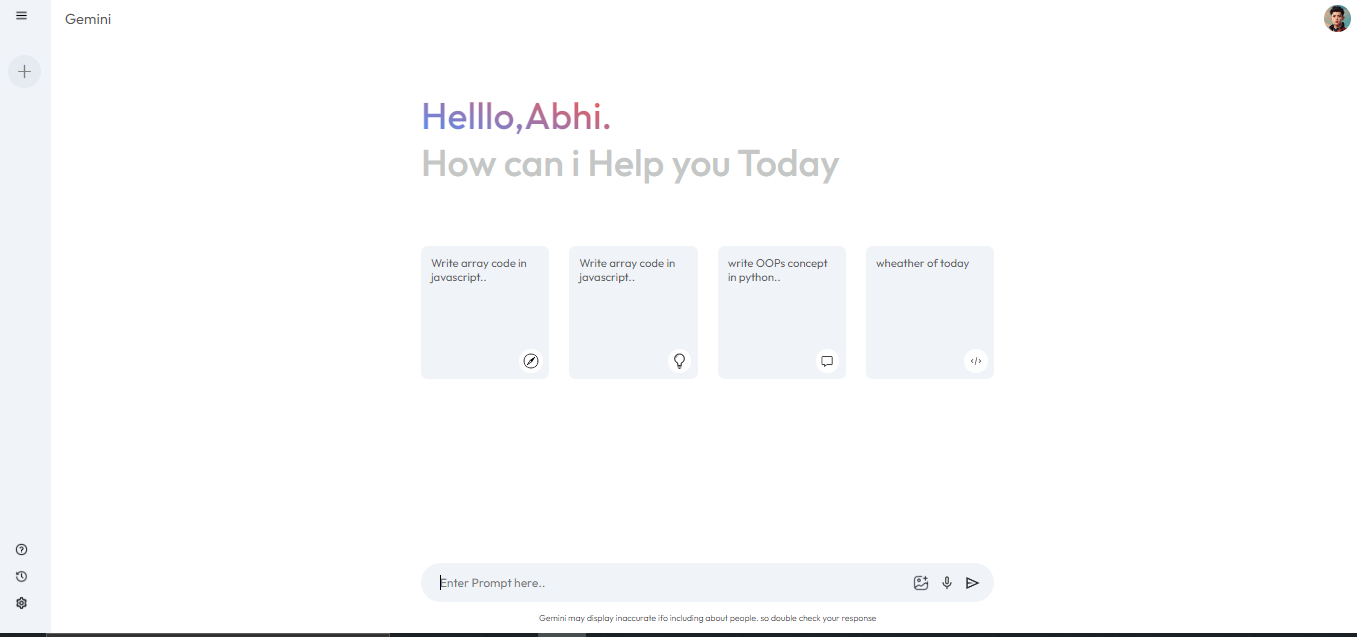 Gemini
Helllo,Abhi.
How can i Help you Today
Write array code in
javascript..
Write array code in
javascript..
write OOPs concept
in python..
wheather of today
Enter Prompt here..
Gemini may display inaccurate ifo including about people. so double check your response